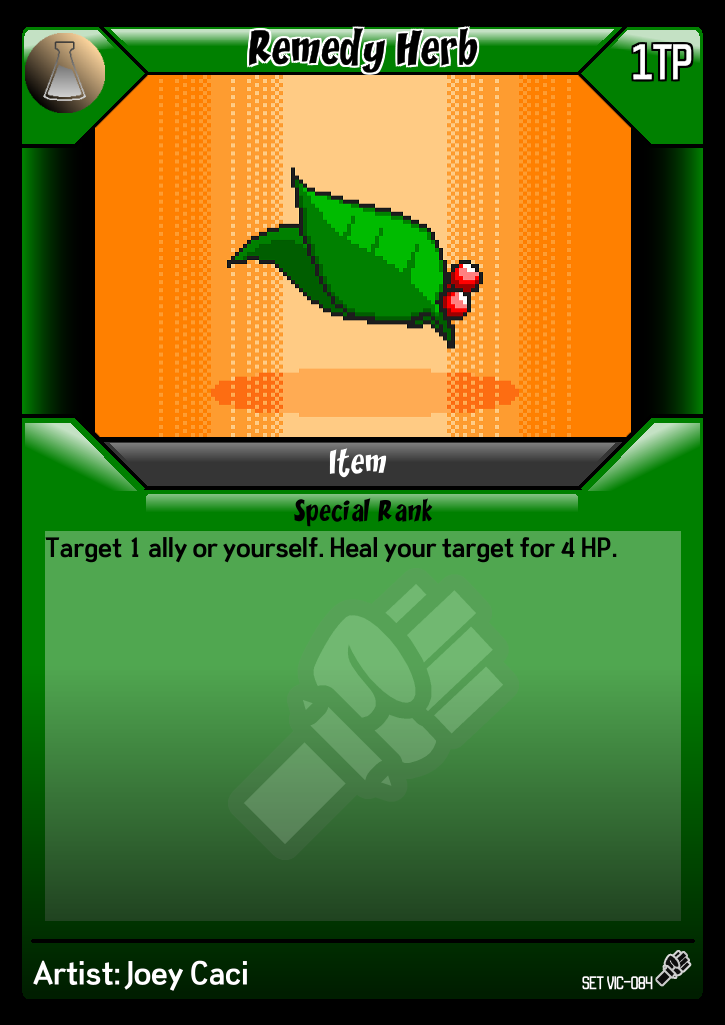 Remedy Herb
1TP
Item
Special Rank
Target 1 ally or yourself. Heal your target for 4 HP.
Artist: Joey Caci
SET VIC-084